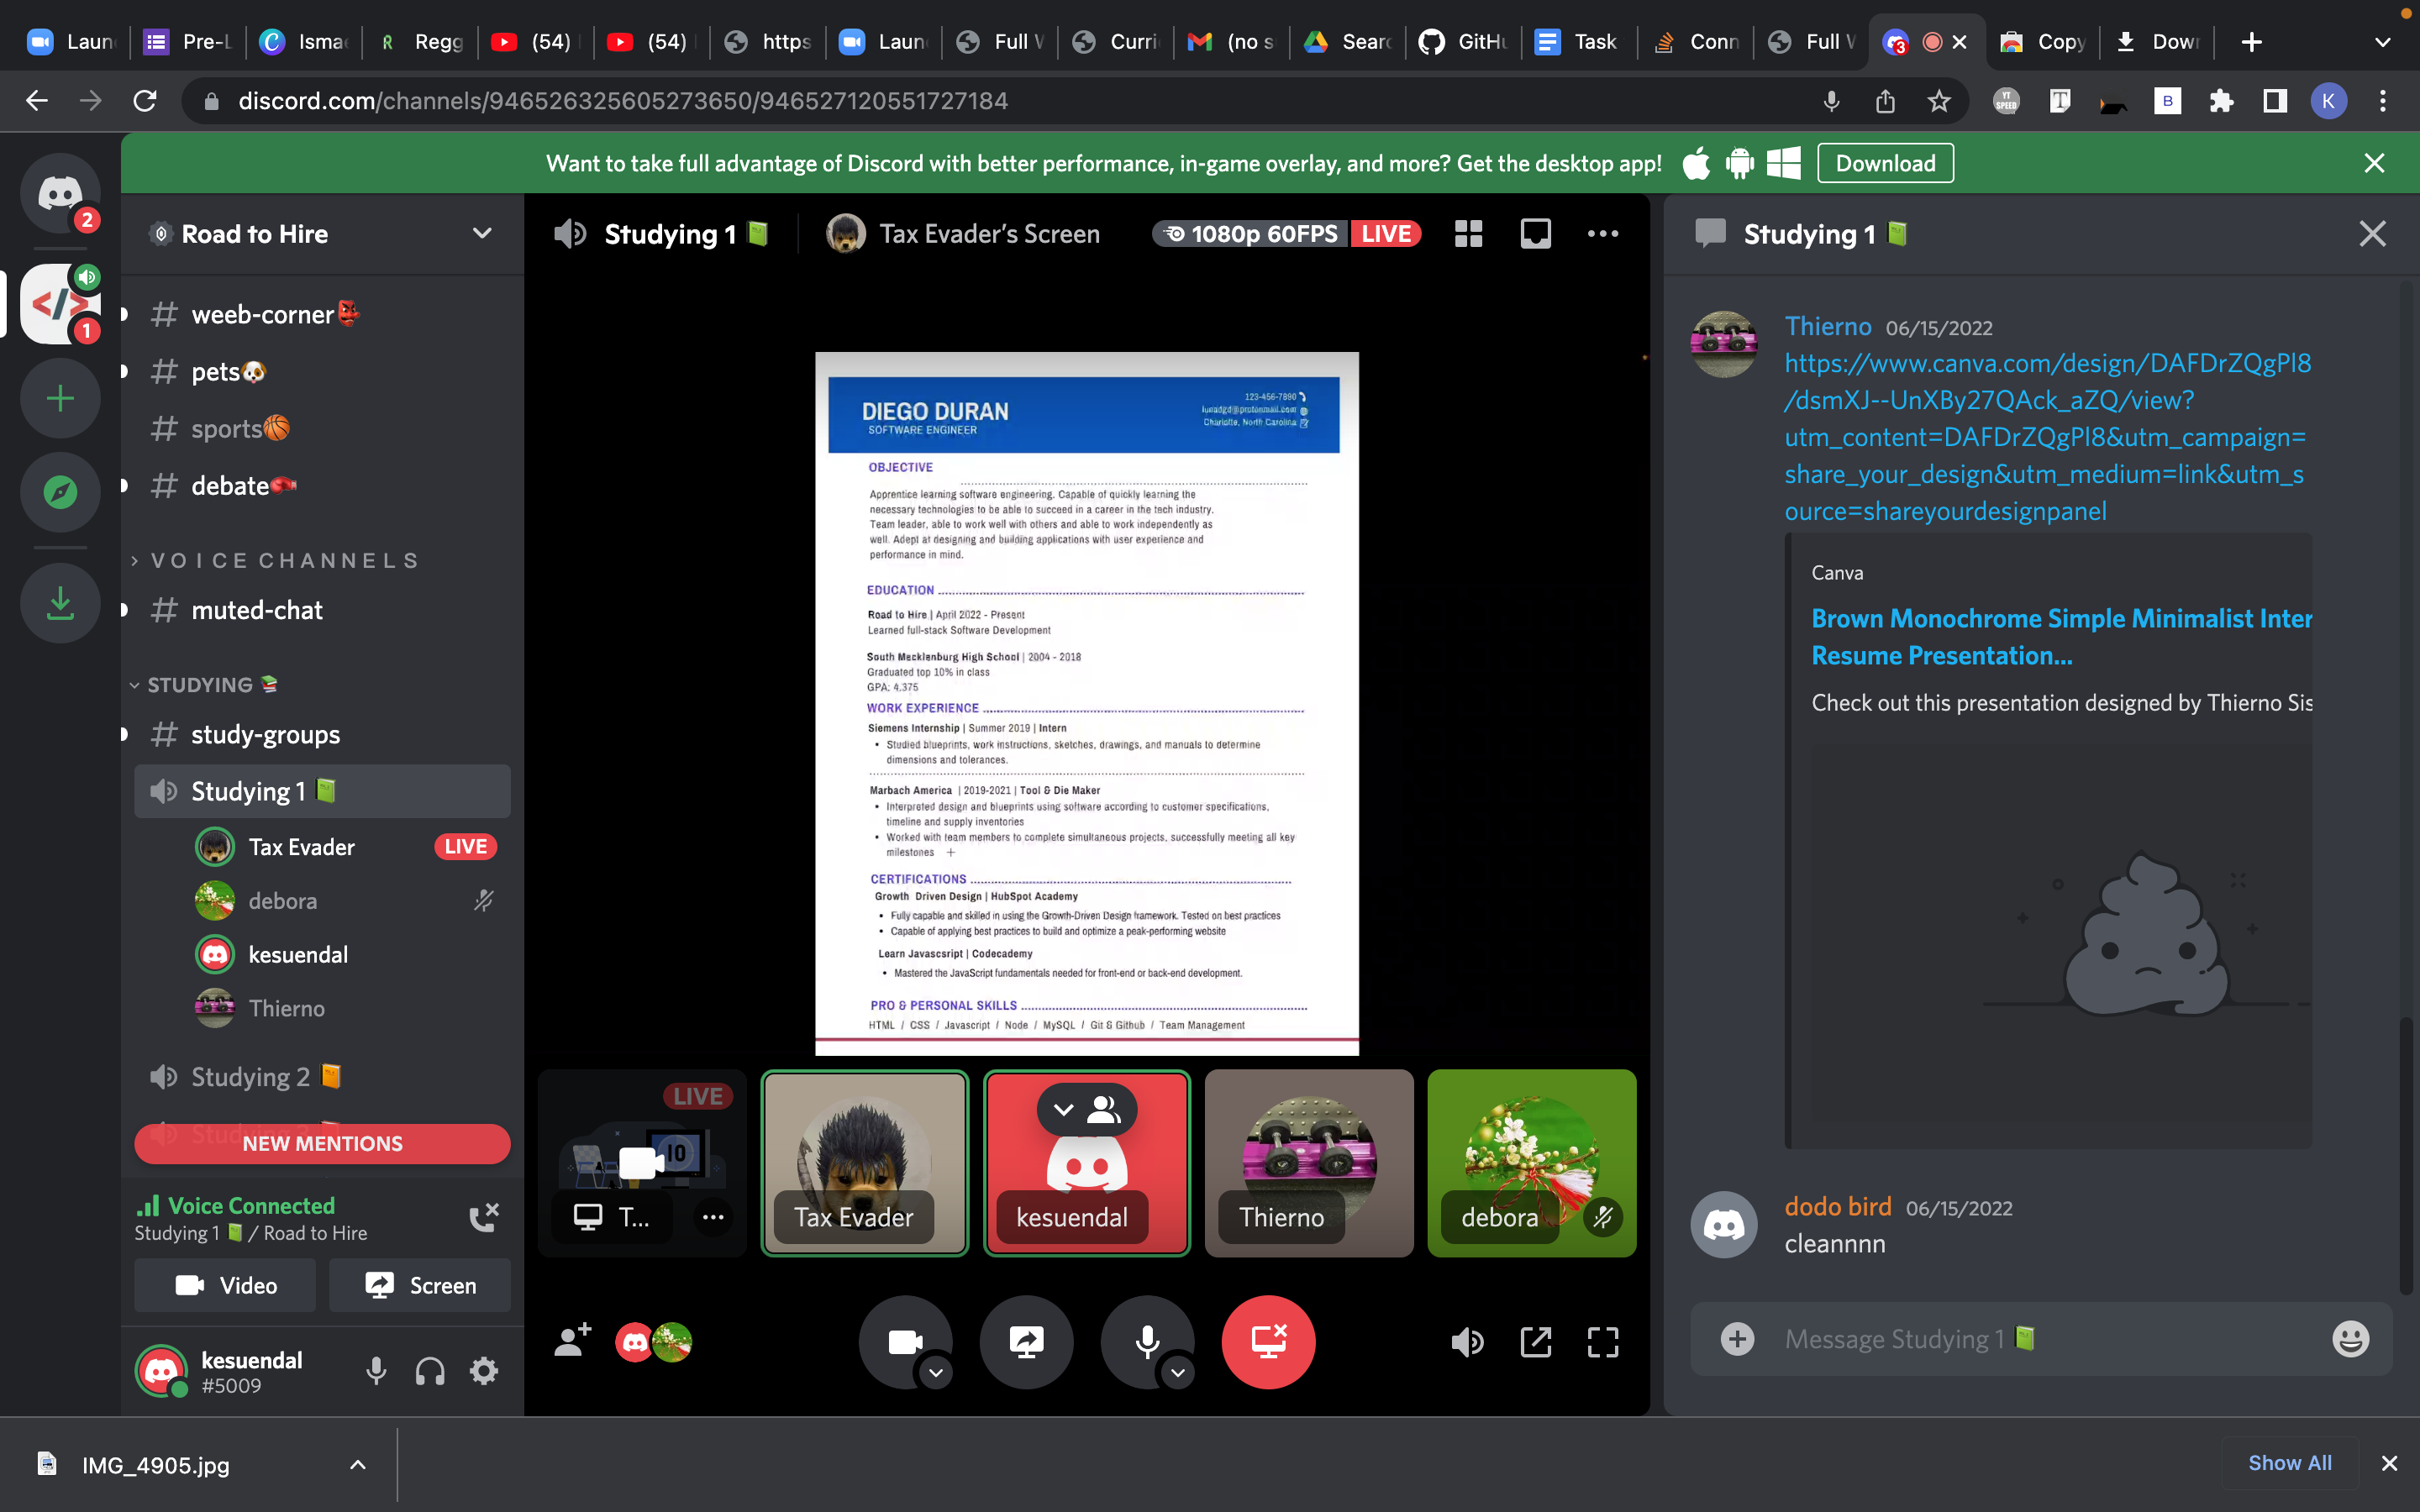 Laun
Pre-L
Isma
Regg
(54)
(54)
https
Laun
Full W
Curri
(no s
Searc
GitHu
Task
Conn
Full W
3
Copy
Down
discord.com/channels/946526325605273650/946527120551727184
YT SPEED
B
K
Want to take full advantage of Discord with better performance, in-game overlay, and more? Get the desktop app!
Download
2
1
Road to Hire
weeb-corner
pets
sports
debate
VOICE CHANNELS
muted-chat
STUDYING
study-groups
Studying 1
Tax Evader
LIVE
debora
kesuendal
Thierno
Studying 2
NEW MENTIONS
Voice Connected
Studying 1 / Road to Hire
Video
Screen
kesuendal
#5009
Studying 1
Tax Evader's Screen
1080p 60FPS
LIVE
DIEGO DURAN
SOFTWARE ENGINEER
123-456-7890
Charlotte, North Carolina
OBJECTIVE
Apprentice learning software engineering. Capable of quickly learning the
necessary technologies to be able to succeed in a career in the tech industry.
Team leader, able to work well with others and able to work independently as
well. Adept at designing and building applications with user experience and
performance in mind.
EDUCATION
Road to Hire | April 2022 - Present
Learned full-stack Software Development
South Mecklenburg High School | 2004 - 2018
Graduated top 10% in class
GPA: 4.375
WORK EXPERIENCE
Siemens Internship | Summer 2019 | Intern
• Studied blueprints, work instructions, sketches, drawings, and manuals to determine
dimensions and tolerances.
Marbach America | 2019-2021 | Tool & Die Maker
• Interpreted design and blueprints using software according to customer specifications,
timeline and supply inventories
• Worked with team members to complete simultaneous projects, successfully meeting all key
milestones
CERTIFICATIONS
Growth Driven Design | HubSpot Academy
• Fully capable and skilled in using the Growth-Driven Design framework. Tested on best practices
• Capable of applying best practices to build and optimize a peak-performing website
Learn Javascsript | Codecademy
• Mastered the JavaScript fundamentals needed for front-end or back-end development.
PRO & PERSONAL SKILLS
HTML / CSS / Javascript / Node / MySQL / Git & Github / Team Management
LIVE
T...
Tax Evader
kesuendal
Thierno
debora
Studying 1
Thierno 06/15/2022
https://www.canva.com/design/DAFDrZQgPl8
/dsmXJ--UnXBy27QAck_aZQ/view?
utm_content=DAFDrZQgPl8&utm_campaign=
share_your_design&utm_medium=link&utm_s
ource=shareyourdesignpanel
Canva
Brown Monochrome Simple Minimalist Inter
Resume Presentation...
Check out this presentation designed by Thierno Sis
dodo bird 06/15/2022
cleannnn
Message Studying 1
IMG_4905.jpg
Show All